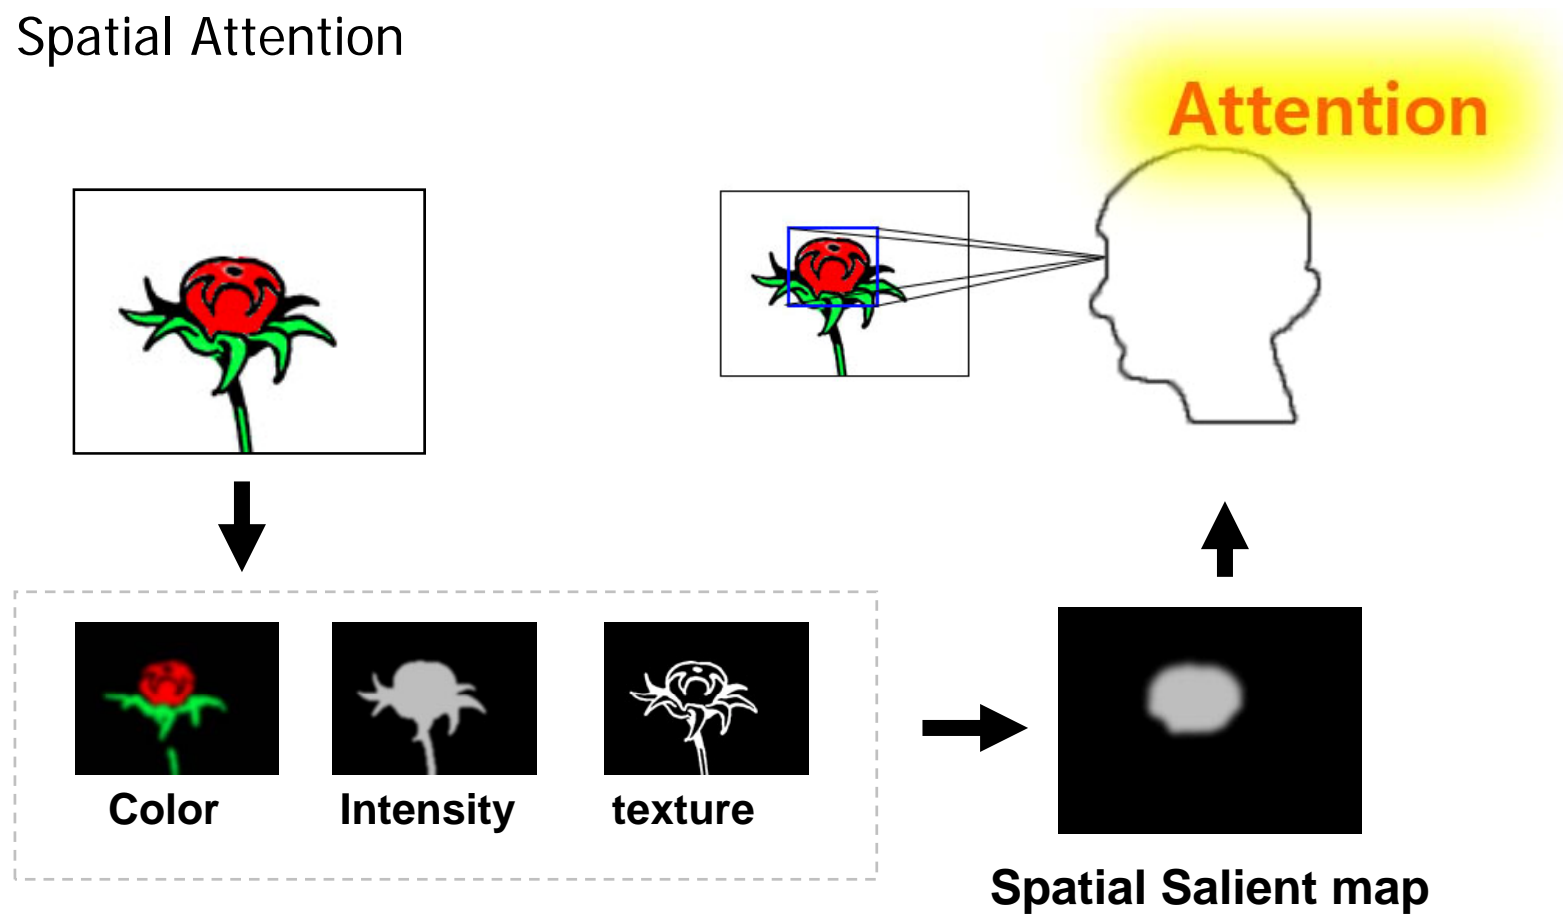 Spatial Attention
Attention
Color
Intensity
texture
Spatial Salient map